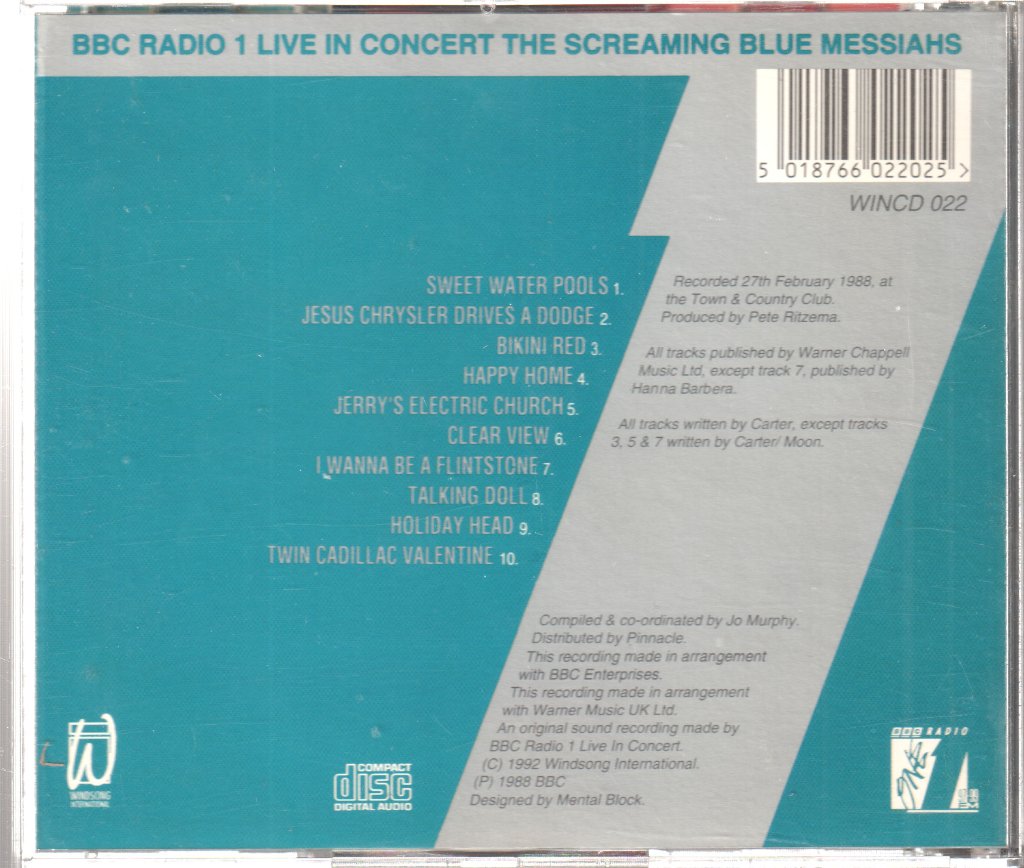 BBC RADIO 1 LIVE IN CONCERT THE SCREAMING BLUE MESSIAHS
5 018766 022025 >
WINCD 022
SWEET WATER POOLS 1.
JESUS CHRYSLER DRIVES A DODGE 2.
BIKINI RED 3.
HAPPY HOME 4.
JERRY'S ELECTRIC CHURCH 5.
CLEAR VIEW 6.
I WANNA BE A FLINTSTONE 7.
TALKING DOLL 8.
HOLIDAY HEAD 9.
TWIN CADILLAC VALENTINE 10.
Recorded 27th February 1988, at
the Town & Country Club.
Produced by Pete Ritzema.
All tracks published by Warner Chappell
Music Ltd, except track 7, published by
Hanna Barbera.
All tracks written by Carter, except tracks
3, 5 & 7 written by Carter/ Moon.
Compiled & co-ordinated by Jo Murphy.
Distributed by Pinnacle.
This recording made in arrangement
with BBC Enterprises.
This recording made in arrangement
with Warner Music UK Ltd.
An original sound recording made by
BBC Radio 1 Live In Concert.
(C) 1992 Windsong International.
(P) 1988 BBC
Designed by Mental Block.
W
WINDSONG
INTERNATIONAL
COMPACT
disc
DIGITAL AUDIO
BBC RADIO
ONE 1
FM